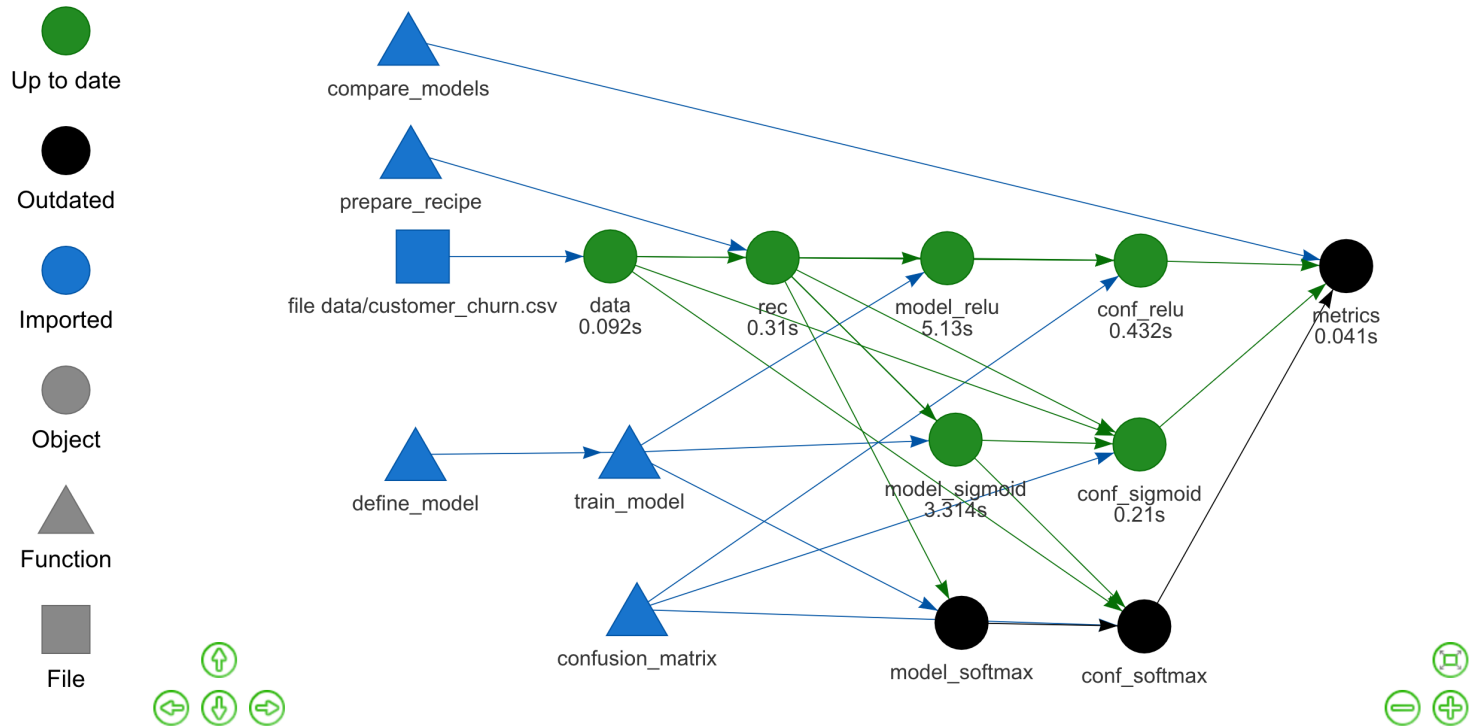 Up to date
Outdated
Imported
Object
Function
File
compare_models
prepare_recipe
file data/customer_churn.csv
data
0.092s
rec
0.31s
model_relu
5.13s
conf_relu
0.432s
metrics
0.041s
define_model
train_model
model_sigmoid
3.314s
conf_sigmoid
0.21s
confusion_matrix
model_softmax
conf_softmax